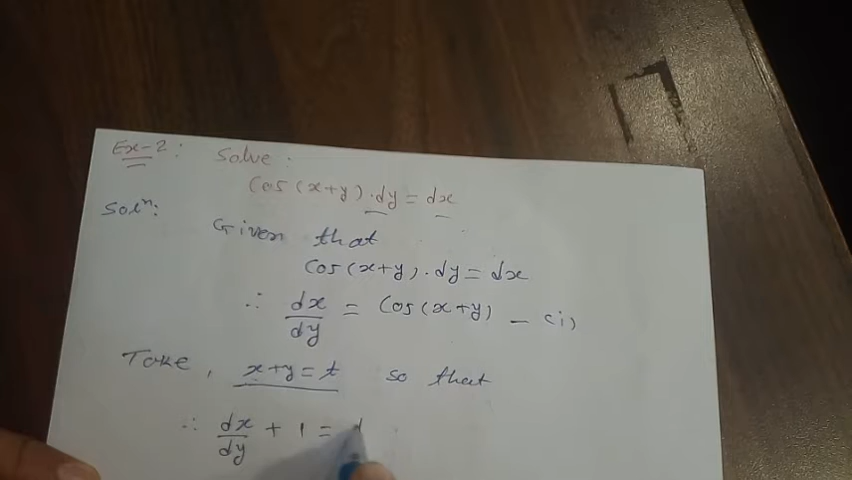 Ex-2: Solve:
Cos(x+y).dy = dx
Solⁿ:
Given that
Cos(x+y).dy = dx
∴ dx/dy = Cos(x+y) — (i)
Take, x+y=t so that
∴ dx/dy + 1 = d